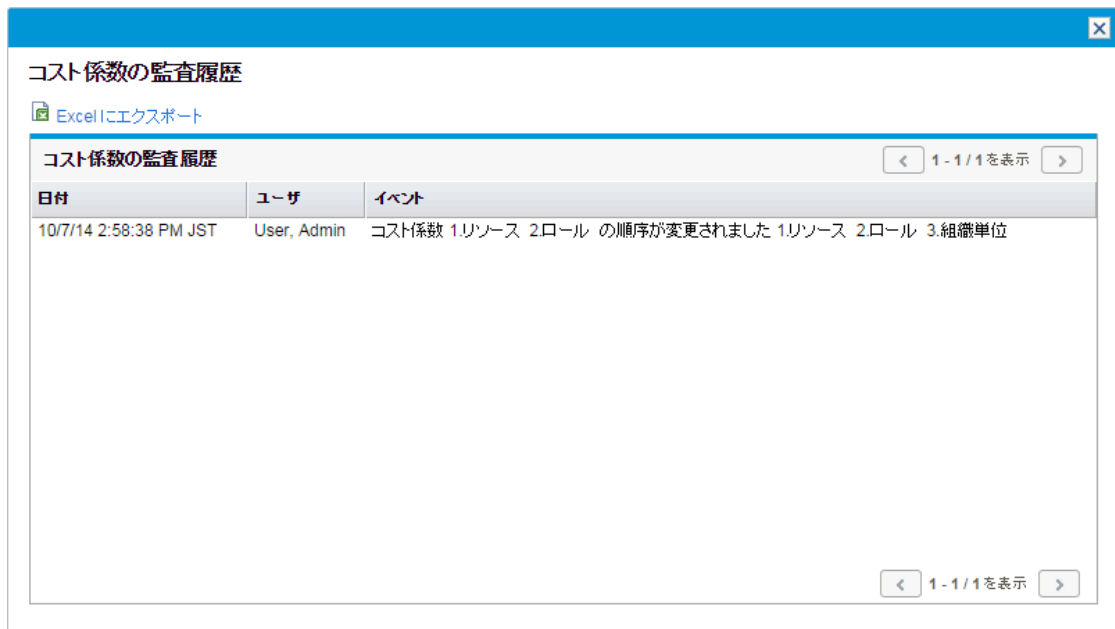 コスト係数の監査履歴
Excelにエクスポート
コスト係数の監査履歴 1 - 1 / 1を表示
日付 ユーザ イベント
10/7/14 2:58:38 PM JST User, Admin コスト係数 1.リソース 2.ロール の順序が変更されました 1.リソース 2.ロール 3.組織単位
1 - 1 / 1を表示